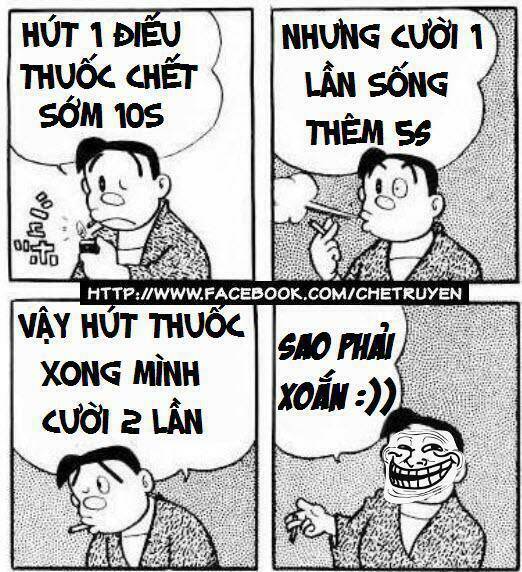 HÚT 1 ĐIẾU
THUỐC CHẾT
SỚM 10S
NHƯNG CƯỜI 1
LẦN SỐNG
THÊM 5S
HTTP://WWW.FACEBOOK.COM/CHETRUYEN
VẬY HÚT THUỐC
XONG MÌNH
CƯỜI 2 LẦN
SAO PHẢI
XOẮN :))